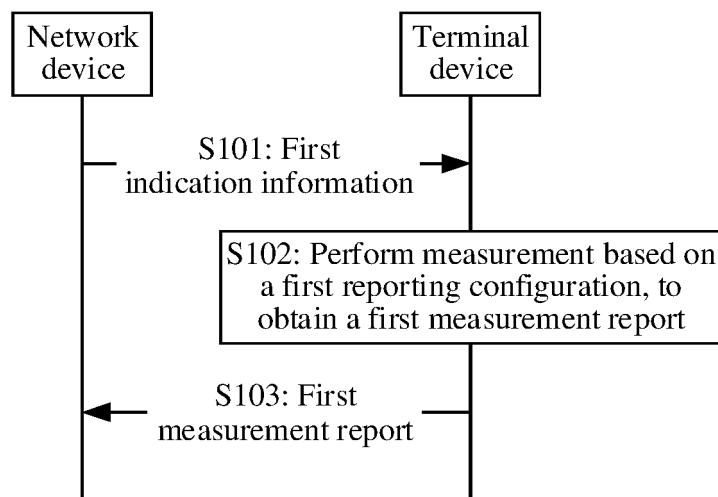 Network
device
Terminal
device
S101: First
indication information
S102: Perform measurement based on
a first reporting configuration, to
obtain a first measurement report
S103: First
measurement report